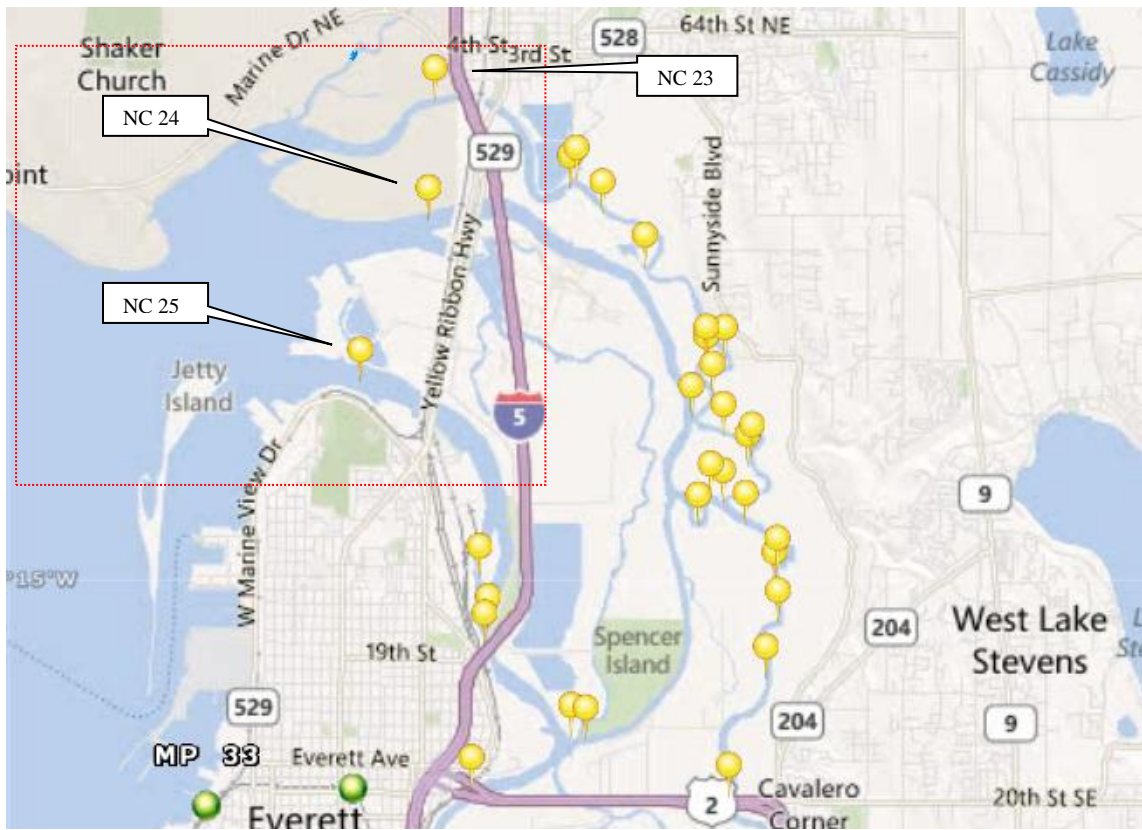 Shaker
Church
Marine Dr NE
4th St
3rd St
528
64th St NE
Lake
Cassidy
NC 23
NC 24
529
oint
Sunnyside Blvd
Yellow Ribbon Hwy
NC 25
Jetty
Island
5
W Marine View Dr
9
°15'W
19th St
Spencer
Island
204
West Lake
Stevens
L
Ste
529
204
9
MP 33
Everett Ave
Everett
2
Cavalero
Corner
20th St SE